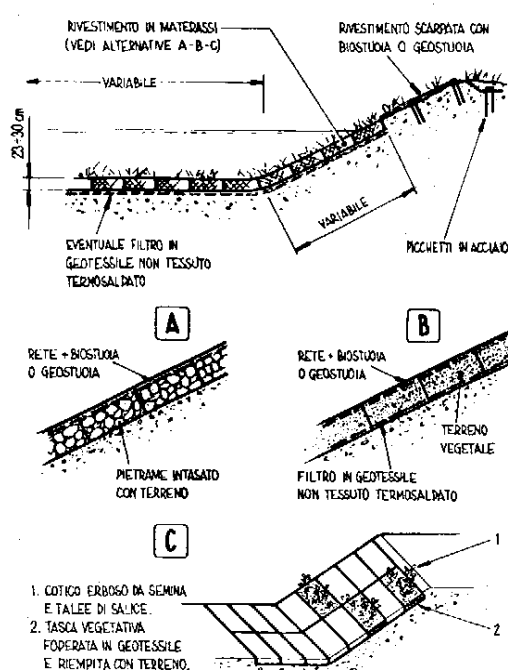 RIVESTIMENTO IN MATERASSI
(VEDI ALTERNATIVE A-B-C)
RIVESTIMENTO SCARPATA CON
BIOSTUOIA O GEOSTUOIA
VARIABILE
23-30 cm
VARIABILE
EVENTUALE FILTRO IN
GEOTESSILE NON TESSUTO
TERMOSALDATO
PICCHETTI IN ACCIAIO
A
RETE + BIOSTUOIA
O GEOSTUOIA
PIETRAME INTASATO
CON TERRENO
B
RETE + BIOSTUOIA
O GEOSTUOIA
TERRENO
VEGETALE
FILTRO IN GEOTESSILE
NON TESSUTO TERMOSALDATO
C
1. COTICO ERBOSO DA SEMINA
E TALEE DI SALICE.
2. TASCA VEGETATIVA
FODERATA IN GEOTESSILE
E RIEMPITA CON TERRENO.
1
2